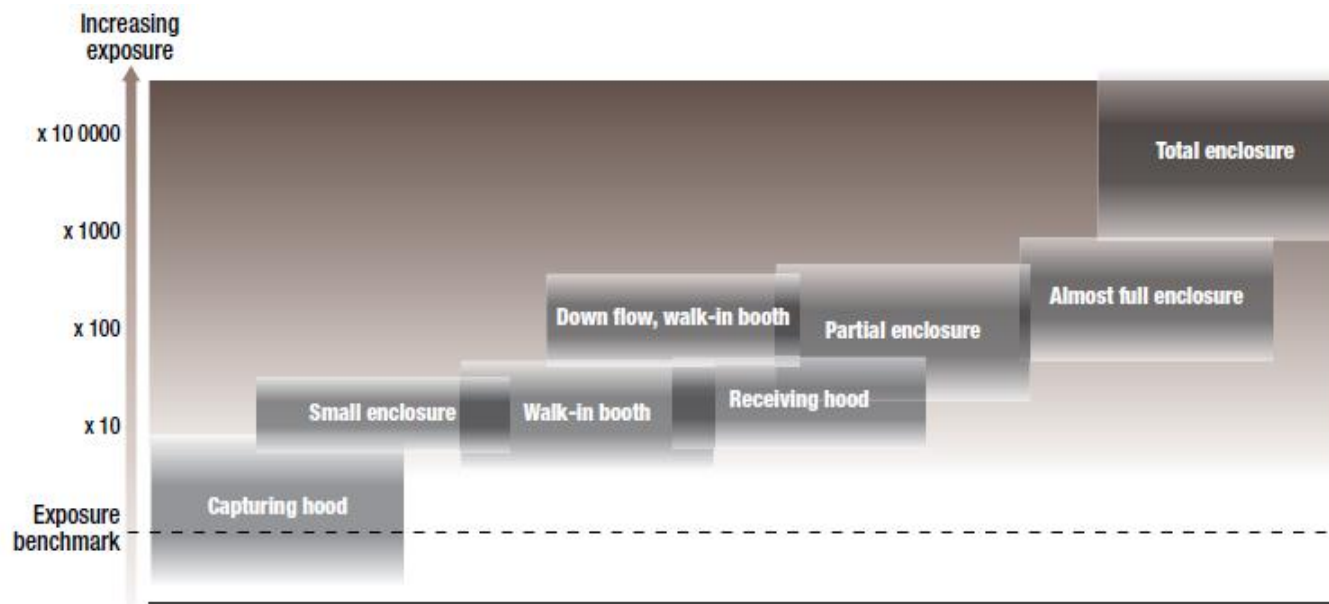 Increasing
exposure
x 10 0000
Total enclosure
x 1000
Almost full enclosure
Down flow, walk-in booth
x 100
Partial enclosure
Receiving hood
Small enclosure
Walk-in booth
x 10
Capturing hood
Exposure
benchmark